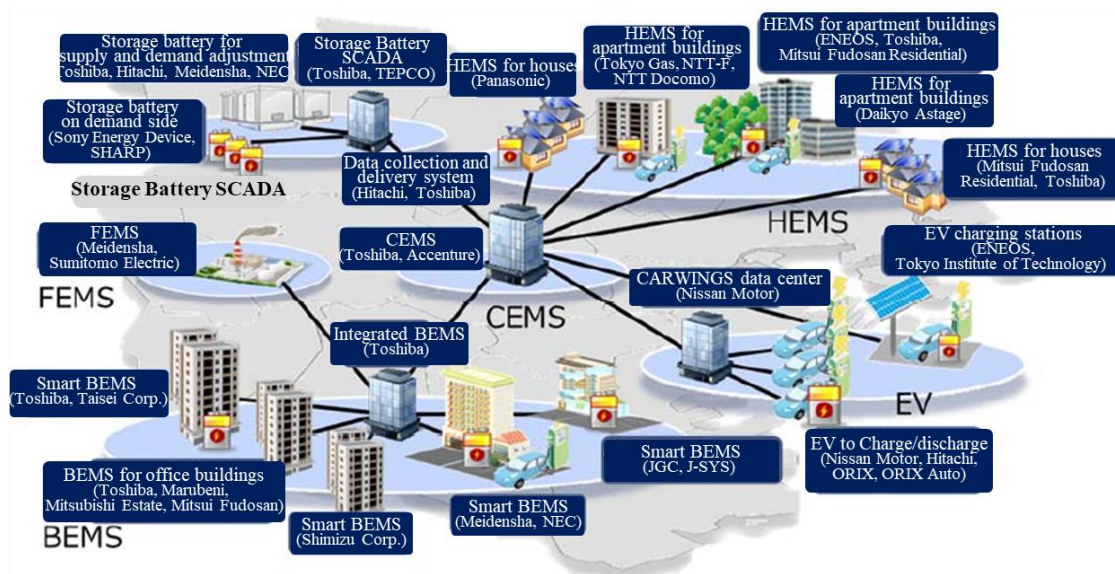 Storage battery for
supply and demand adjustment
Toshiba, Hitachi, Meidensha, NEC
Storage Battery
SCADA
(Toshiba, TEPCO)
HEMS for houses
(Panasonic)
HEMS for
apartment buildings
(Tokyo Gas, NTT-F,
NTT Docomo)
HEMS for apartment buildings
(ENEOS, Toshiba,
Mitsui Fudosan Residential)
HEMS for
apartment buildings
(Daikyo Astage)
Storage battery
on demand side
(Sony Energy Device,
SHARP)
Storage Battery SCADA
Data collection and
delivery system
(Hitachi, Toshiba)
HEMS for houses
(Mitsui Fudosan
Residential, Toshiba)
HEMS
FEMS
(Meidensha,
Sumitomo Electric)
FEMS
CEMS
(Toshiba, Accenture)
CEMS
EV charging stations
(ENEOS,
Tokyo Institute of Technology)
CARWINGS data center
(Nissan Motor)
Integrated BEMS
(Toshiba)
EV
Smart BEMS
(Toshiba, Taisei Corp.)
BEMS for office buildings
(Toshiba, Marubeni,
Mitsubishi Estate, Mitsui Fudosan)
Smart BEMS
(Shimizu Corp.)
Smart BEMS
(Meidensha, NEC)
Smart BEMS
(JGC, J-SYS)
EV to Charge/discharge
(Nissan Motor, Hitachi,
ORIX, ORIX Auto)
BEMS